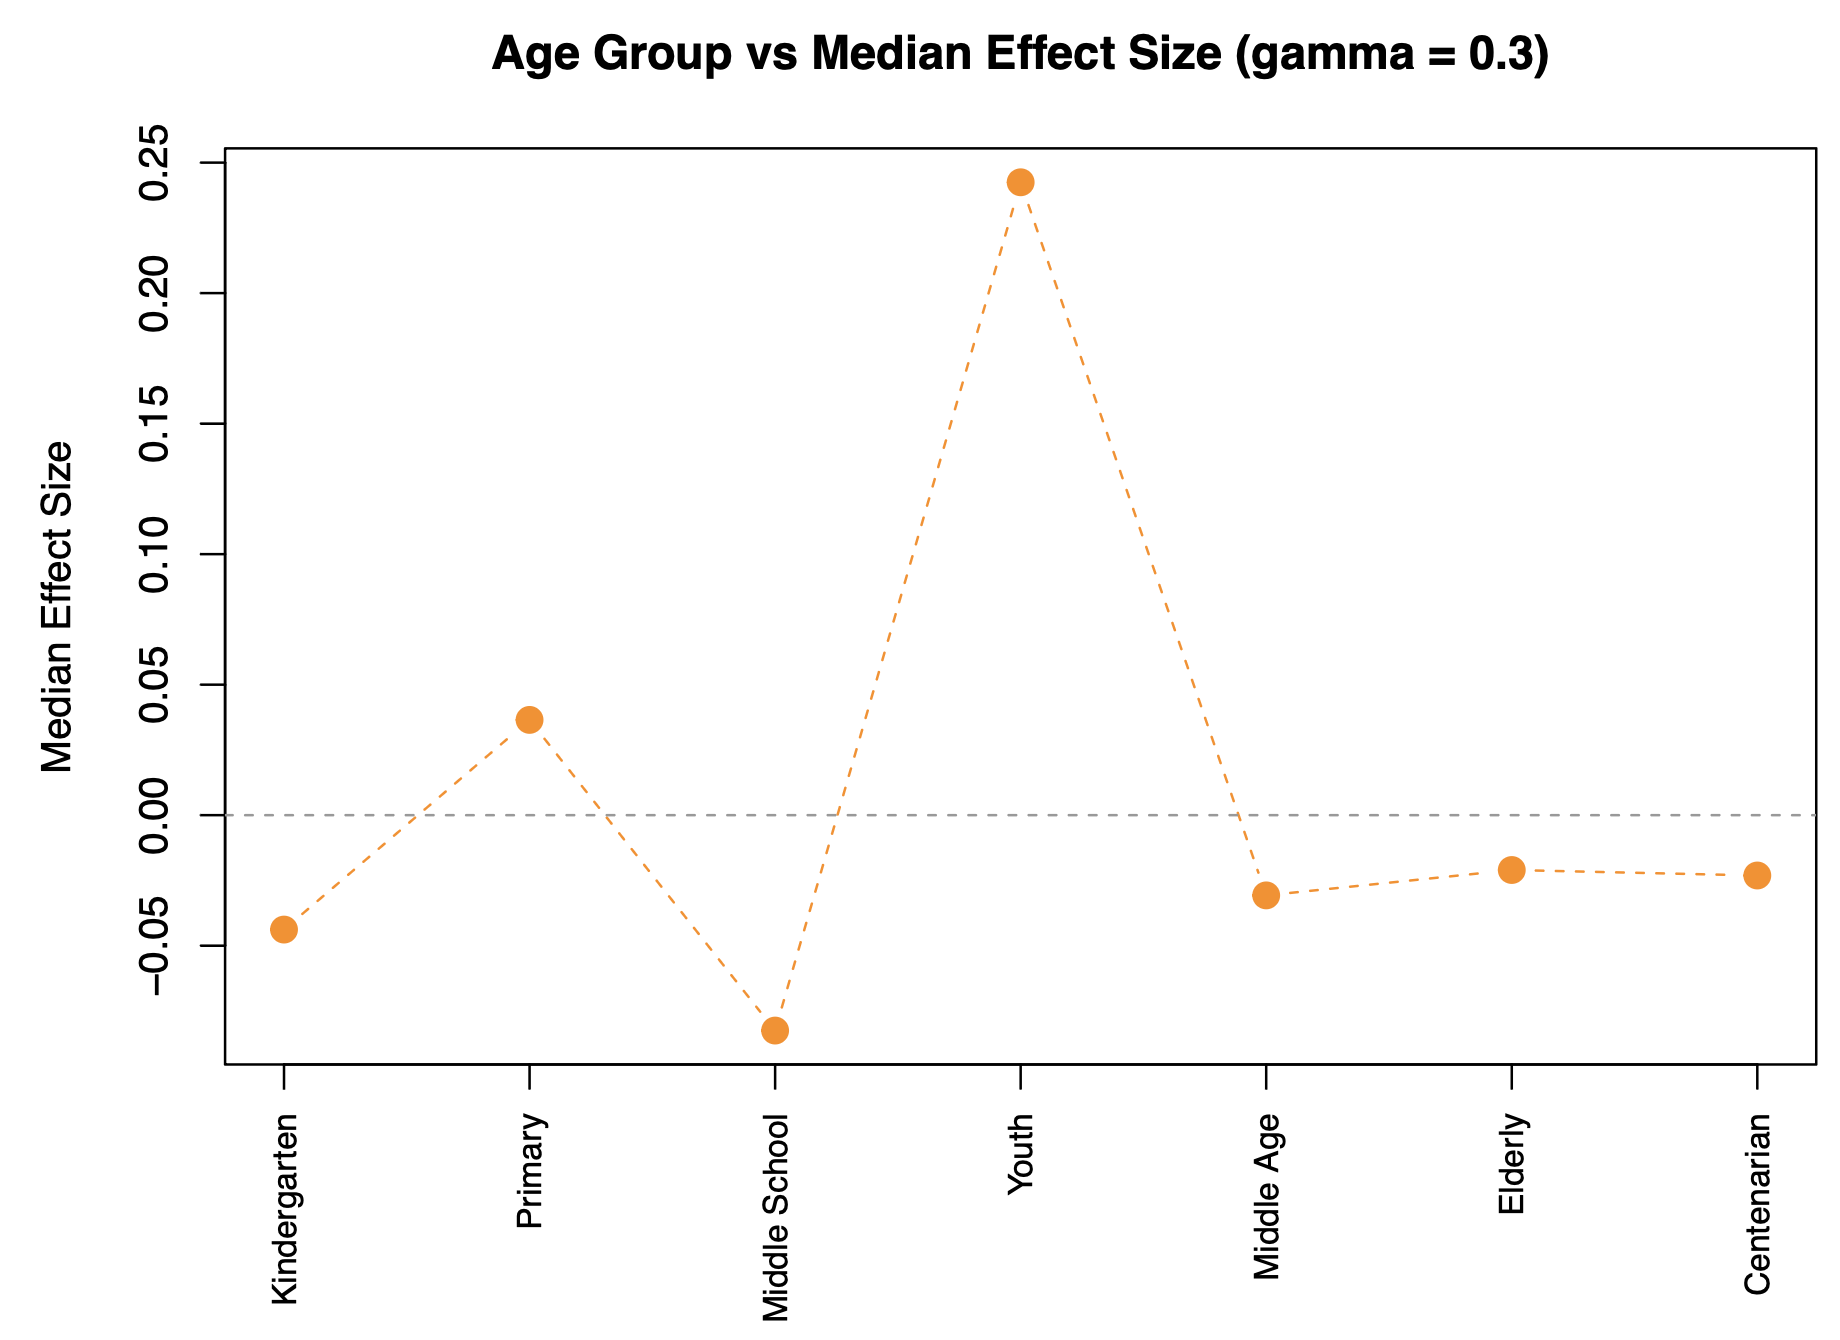 Age Group vs Median Effect Size (gamma = 0.3)
Median Effect Size
0.25
0.20
0.15
0.10
0.05
0.00
−0.05
Kindergarten
Primary
Middle School
Youth
Middle Age
Elderly
Centenarian